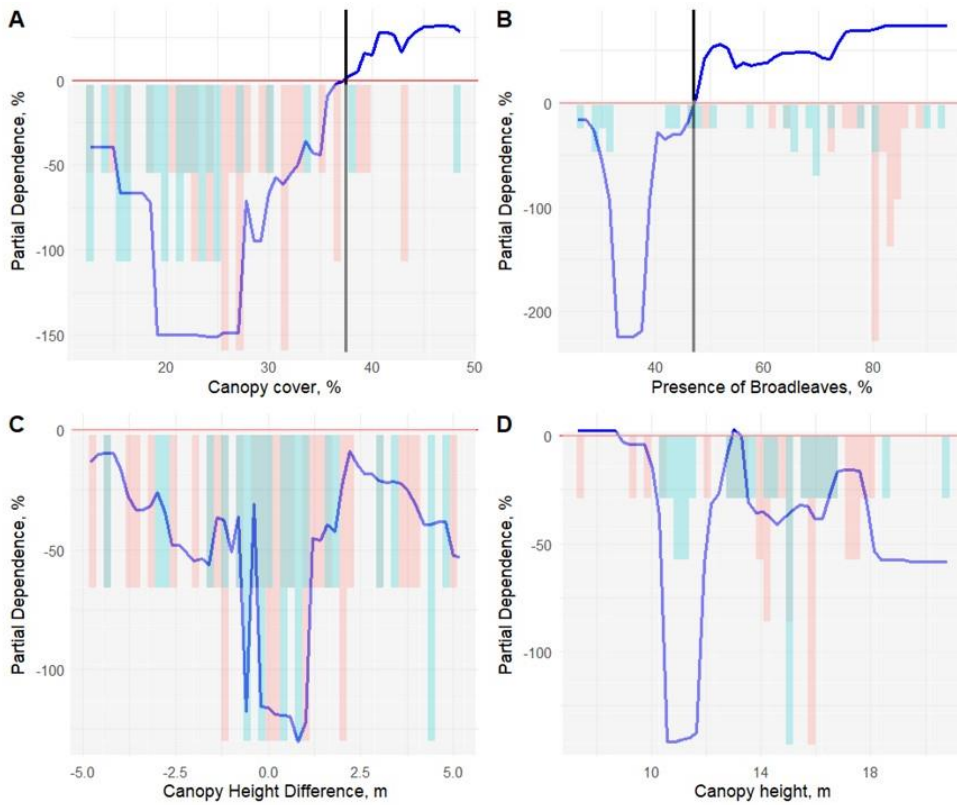 A
Partial Dependence, %
0
-50
-100
-150
20
30
40
50
Canopy cover, %
B
Partial Dependence, %
0
-100
-200
40
60
80
Presence of Broadleaves, %
C
Partial Dependence, %
0
-50
-100
-5.0
-2.5
0.0
2.5
5.0
Canopy Height Difference, m
D
Partial Dependence, %
0
-50
-100
10
14
18
Canopy height, m